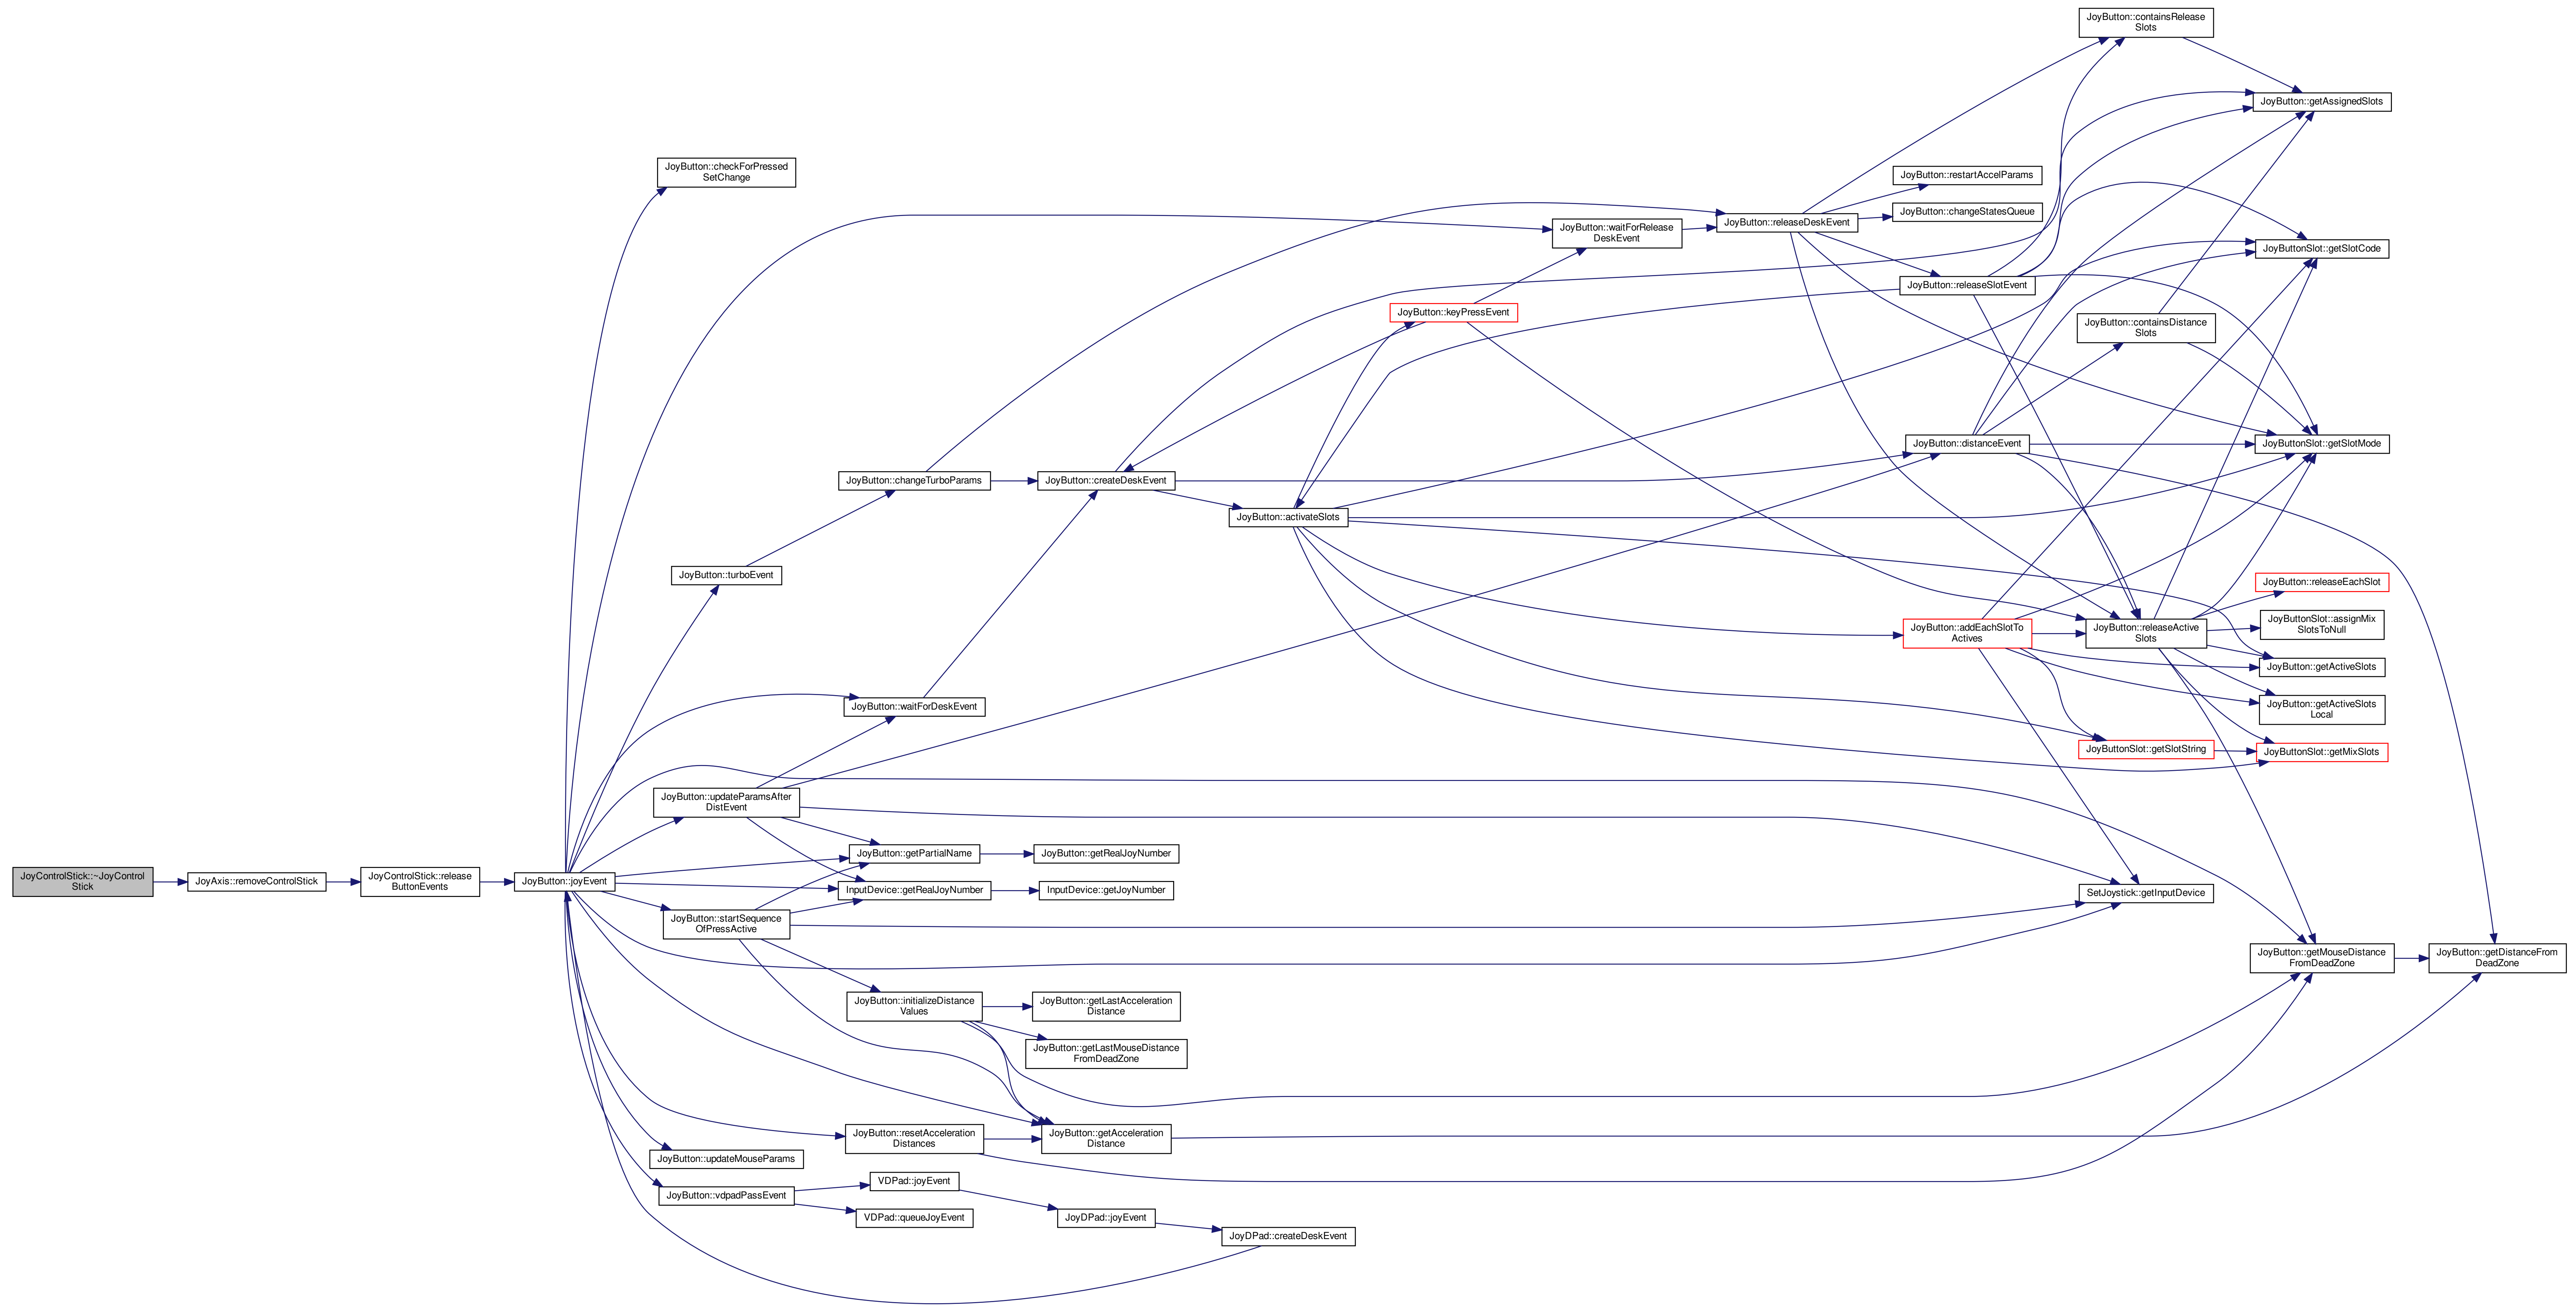 JoyControlStick::~JoyControl
Stick
JoyAxis::removeControlStick
JoyControlStick::release
ButtonEvents
JoyButton::joyEvent
JoyButton::checkForPressed
SetChange
JoyButton::turboEvent
JoyButton::updateParamsAfter
DistEvent
JoyButton::startSequence
OfPressActive
JoyButton::updateMouseParams
JoyButton::vdpadPassEvent
JoyButton::changeTurboParams
JoyButton::waitForDeskEvent
JoyButton::getPartialName
InputDevice::getRealJoyNumber
JoyButton::initializeDistance
Values
JoyButton::resetAcceleration
Distances
VDPad::joyEvent
VDPad::queueJoyEvent
JoyButton::createDeskEvent
JoyButton::getRealJoyNumber
InputDevice::getJoyNumber
JoyButton::getLastAcceleration
Distance
JoyButton::getLastMouseDistance
FromDeadZone
JoyButton::getAcceleration
Distance
JoyDPad::joyEvent
JoyButton::activateSlots
JoyDPad::createDeskEvent
JoyButton::keyPressEvent
JoyButton::waitForRelease
DeskEvent
JoyButton::releaseDeskEvent
JoyButton::restartAccelParams
JoyButton::changeStatesQueue
JoyButton::releaseSlotEvent
JoyButton::distanceEvent
JoyButton::addEachSlotTo
Actives
JoyButton::containsRelease
Slots
JoyButton::containsDistance
Slots
JoyButton::releaseActive
Slots
JoyButtonSlot::getSlotString
SetJoystick::getInputDevice
JoyButton::getAssignedSlots
JoyButtonSlot::getSlotCode
JoyButtonSlot::getSlotMode
JoyButton::releaseEachSlot
JoyButtonSlot::assignMix
SlotsToNull
JoyButton::getActiveSlots
JoyButton::getActiveSlots
Local
JoyButtonSlot::getMixSlots
JoyButton::getMouseDistance
FromDeadZone
JoyButton::getDistanceFrom
DeadZone